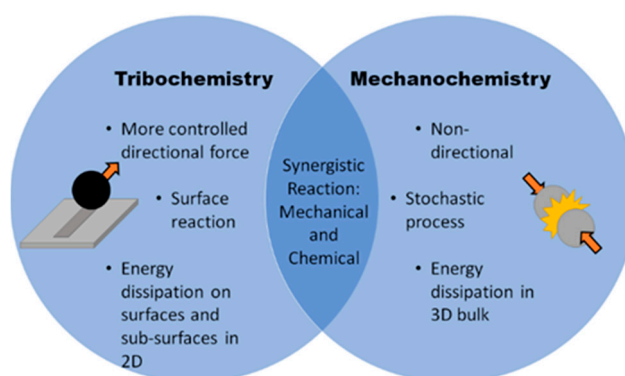 Tribochemistry
• More controlled
directional force
• Surface
reaction
• Energy
dissipation on
surfaces and
sub-surfaces in
2D
Synergistic
Reaction:
Mechanical
and
Chemical
Mechanochemistry
• Non-
directional
• Stochastic
process
• Energy
dissipation in
3D bulk